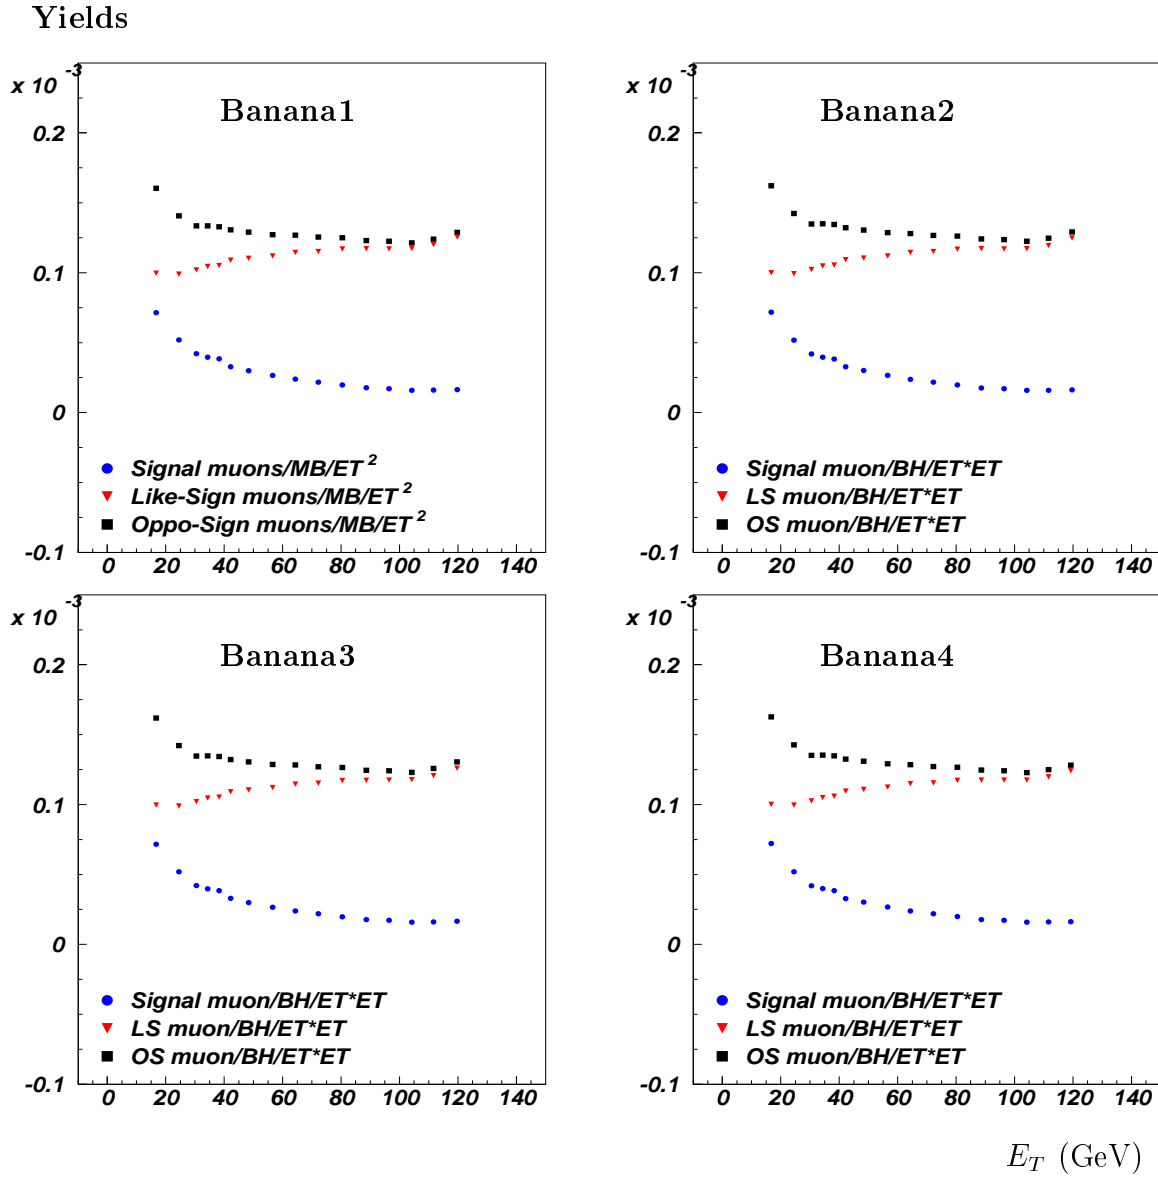 Yields
x 10 -3
Banana1
0.2
0.1
0
Signal muons/MB/ET 2
Like-Sign muons/MB/ET 2
Oppo-Sign muons/MB/ET 2
-0.1
0 20 40 60 80 100 120 140
x 10 -3
Banana2
0.2
0.1
0
Signal muon/BH/ET*ET
LS muon/BH/ET*ET
OS muon/BH/ET*ET
-0.1
0 20 40 60 80 100 120 140
x 10 -3
Banana3
0.2
0.1
0
Signal muon/BH/ET*ET
LS muon/BH/ET*ET
OS muon/BH/ET*ET
-0.1
0 20 40 60 80 100 120 140
x 10 -3
Banana4
0.2
0.1
0
Signal muon/BH/ET*ET
LS muon/BH/ET*ET
OS muon/BH/ET*ET
-0.1
0 20 40 60 80 100 120 140
E_T (GeV)